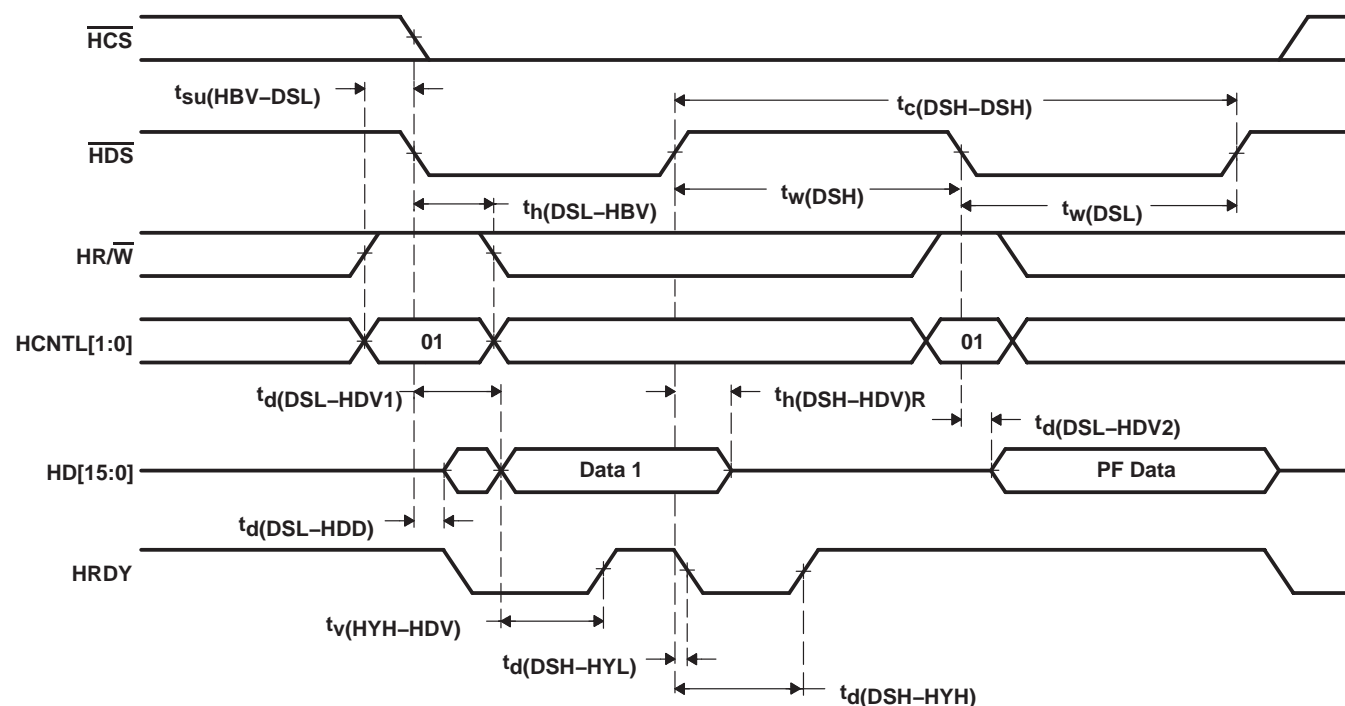 HCS
tsu(HBV–DSL)
tc(DSH–DSH)
HDS
tw(DSH)
th(DSL–HBV)
tw(DSL)
HR/W
HCNTL[1:0]
01
01
td(DSL–HDV1)
th(DSH–HDV)R
td(DSL–HDV2)
HD[15:0]
Data 1
PF Data
td(DSL–HDD)
HRDY
tv(HYH–HDV)
td(DSH–HYL)
td(DSH–HYH)